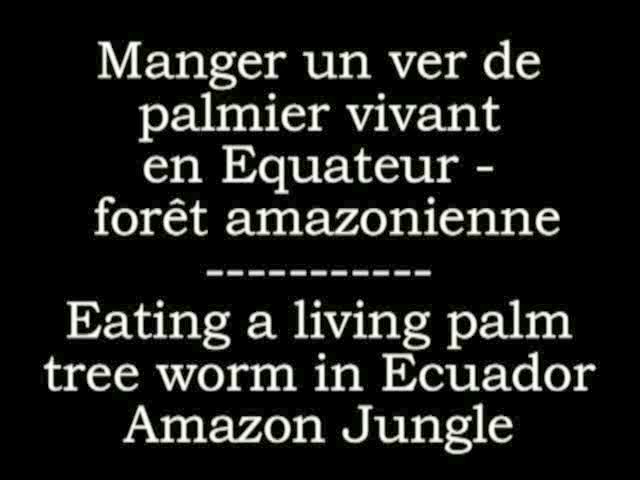 Manger un ver de
palmier vivant
en Equateur -
forêt amazonienne
-----------
Eating a living palm
tree worm in Ecuador
Amazon Jungle